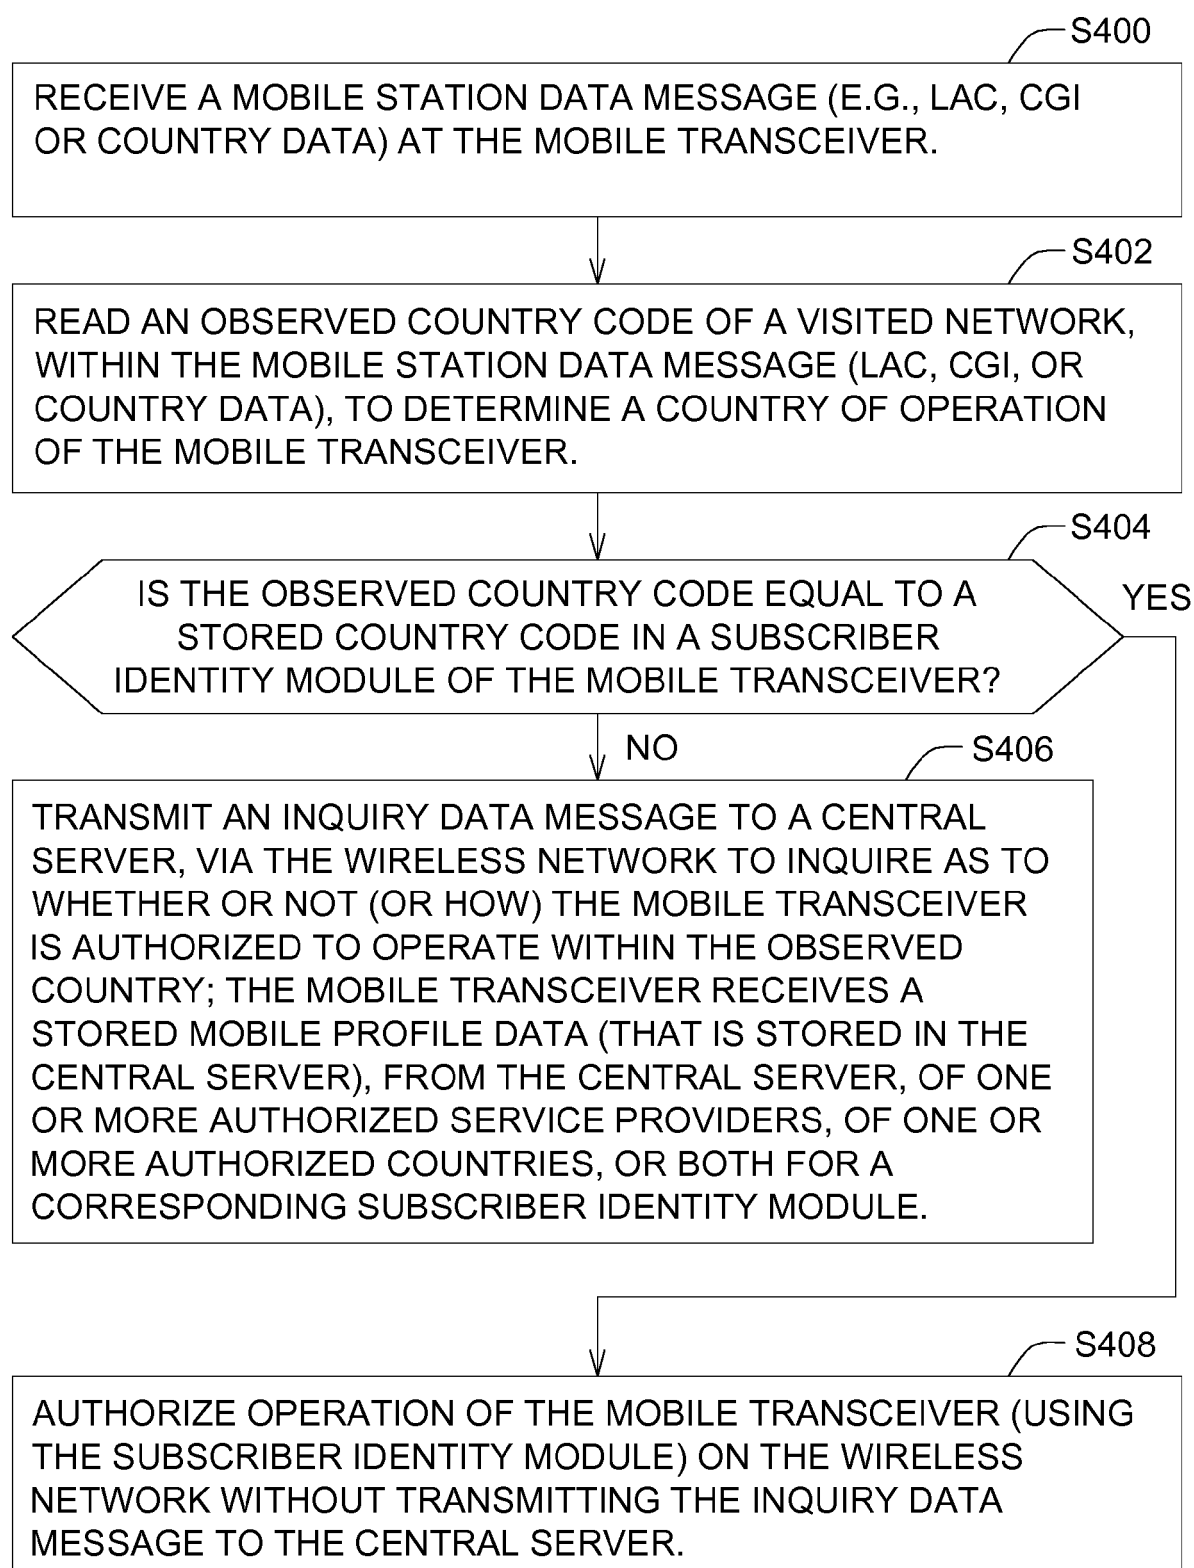 S400
RECEIVE A MOBILE STATION DATA MESSAGE (E.G., LAC, CGI
OR COUNTRY DATA) AT THE MOBILE TRANSCEIVER.
S402
READ AN OBSERVED COUNTRY CODE OF A VISITED NETWORK,
WITHIN THE MOBILE STATION DATA MESSAGE (LAC, CGI, OR
COUNTRY DATA), TO DETERMINE A COUNTRY OF OPERATION
OF THE MOBILE TRANSCEIVER.
S404
IS THE OBSERVED COUNTRY CODE EQUAL TO A
STORED COUNTRY CODE IN A SUBSCRIBER
IDENTITY MODULE OF THE MOBILE TRANSCEIVER?
YES
NO
S406
TRANSMIT AN INQUIRY DATA MESSAGE TO A CENTRAL
SERVER, VIA THE WIRELESS NETWORK TO INQUIRE AS TO
WHETHER OR NOT (OR HOW) THE MOBILE TRANSCEIVER
IS AUTHORIZED TO OPERATE WITHIN THE OBSERVED
COUNTRY; THE MOBILE TRANSCEIVER RECEIVES A
STORED MOBILE PROFILE DATA (THAT IS STORED IN THE
CENTRAL SERVER), FROM THE CENTRAL SERVER, OF ONE
OR MORE AUTHORIZED SERVICE PROVIDERS, OF ONE OR
MORE AUTHORIZED COUNTRIES, OR BOTH FOR A
CORRESPONDING SUBSCRIBER IDENTITY MODULE.
S408
AUTHORIZE OPERATION OF THE MOBILE TRANSCEIVER (USING
THE SUBSCRIBER IDENTITY MODULE) ON THE WIRELESS
NETWORK WITHOUT TRANSMITTING THE INQUIRY DATA
MESSAGE TO THE CENTRAL SERVER.